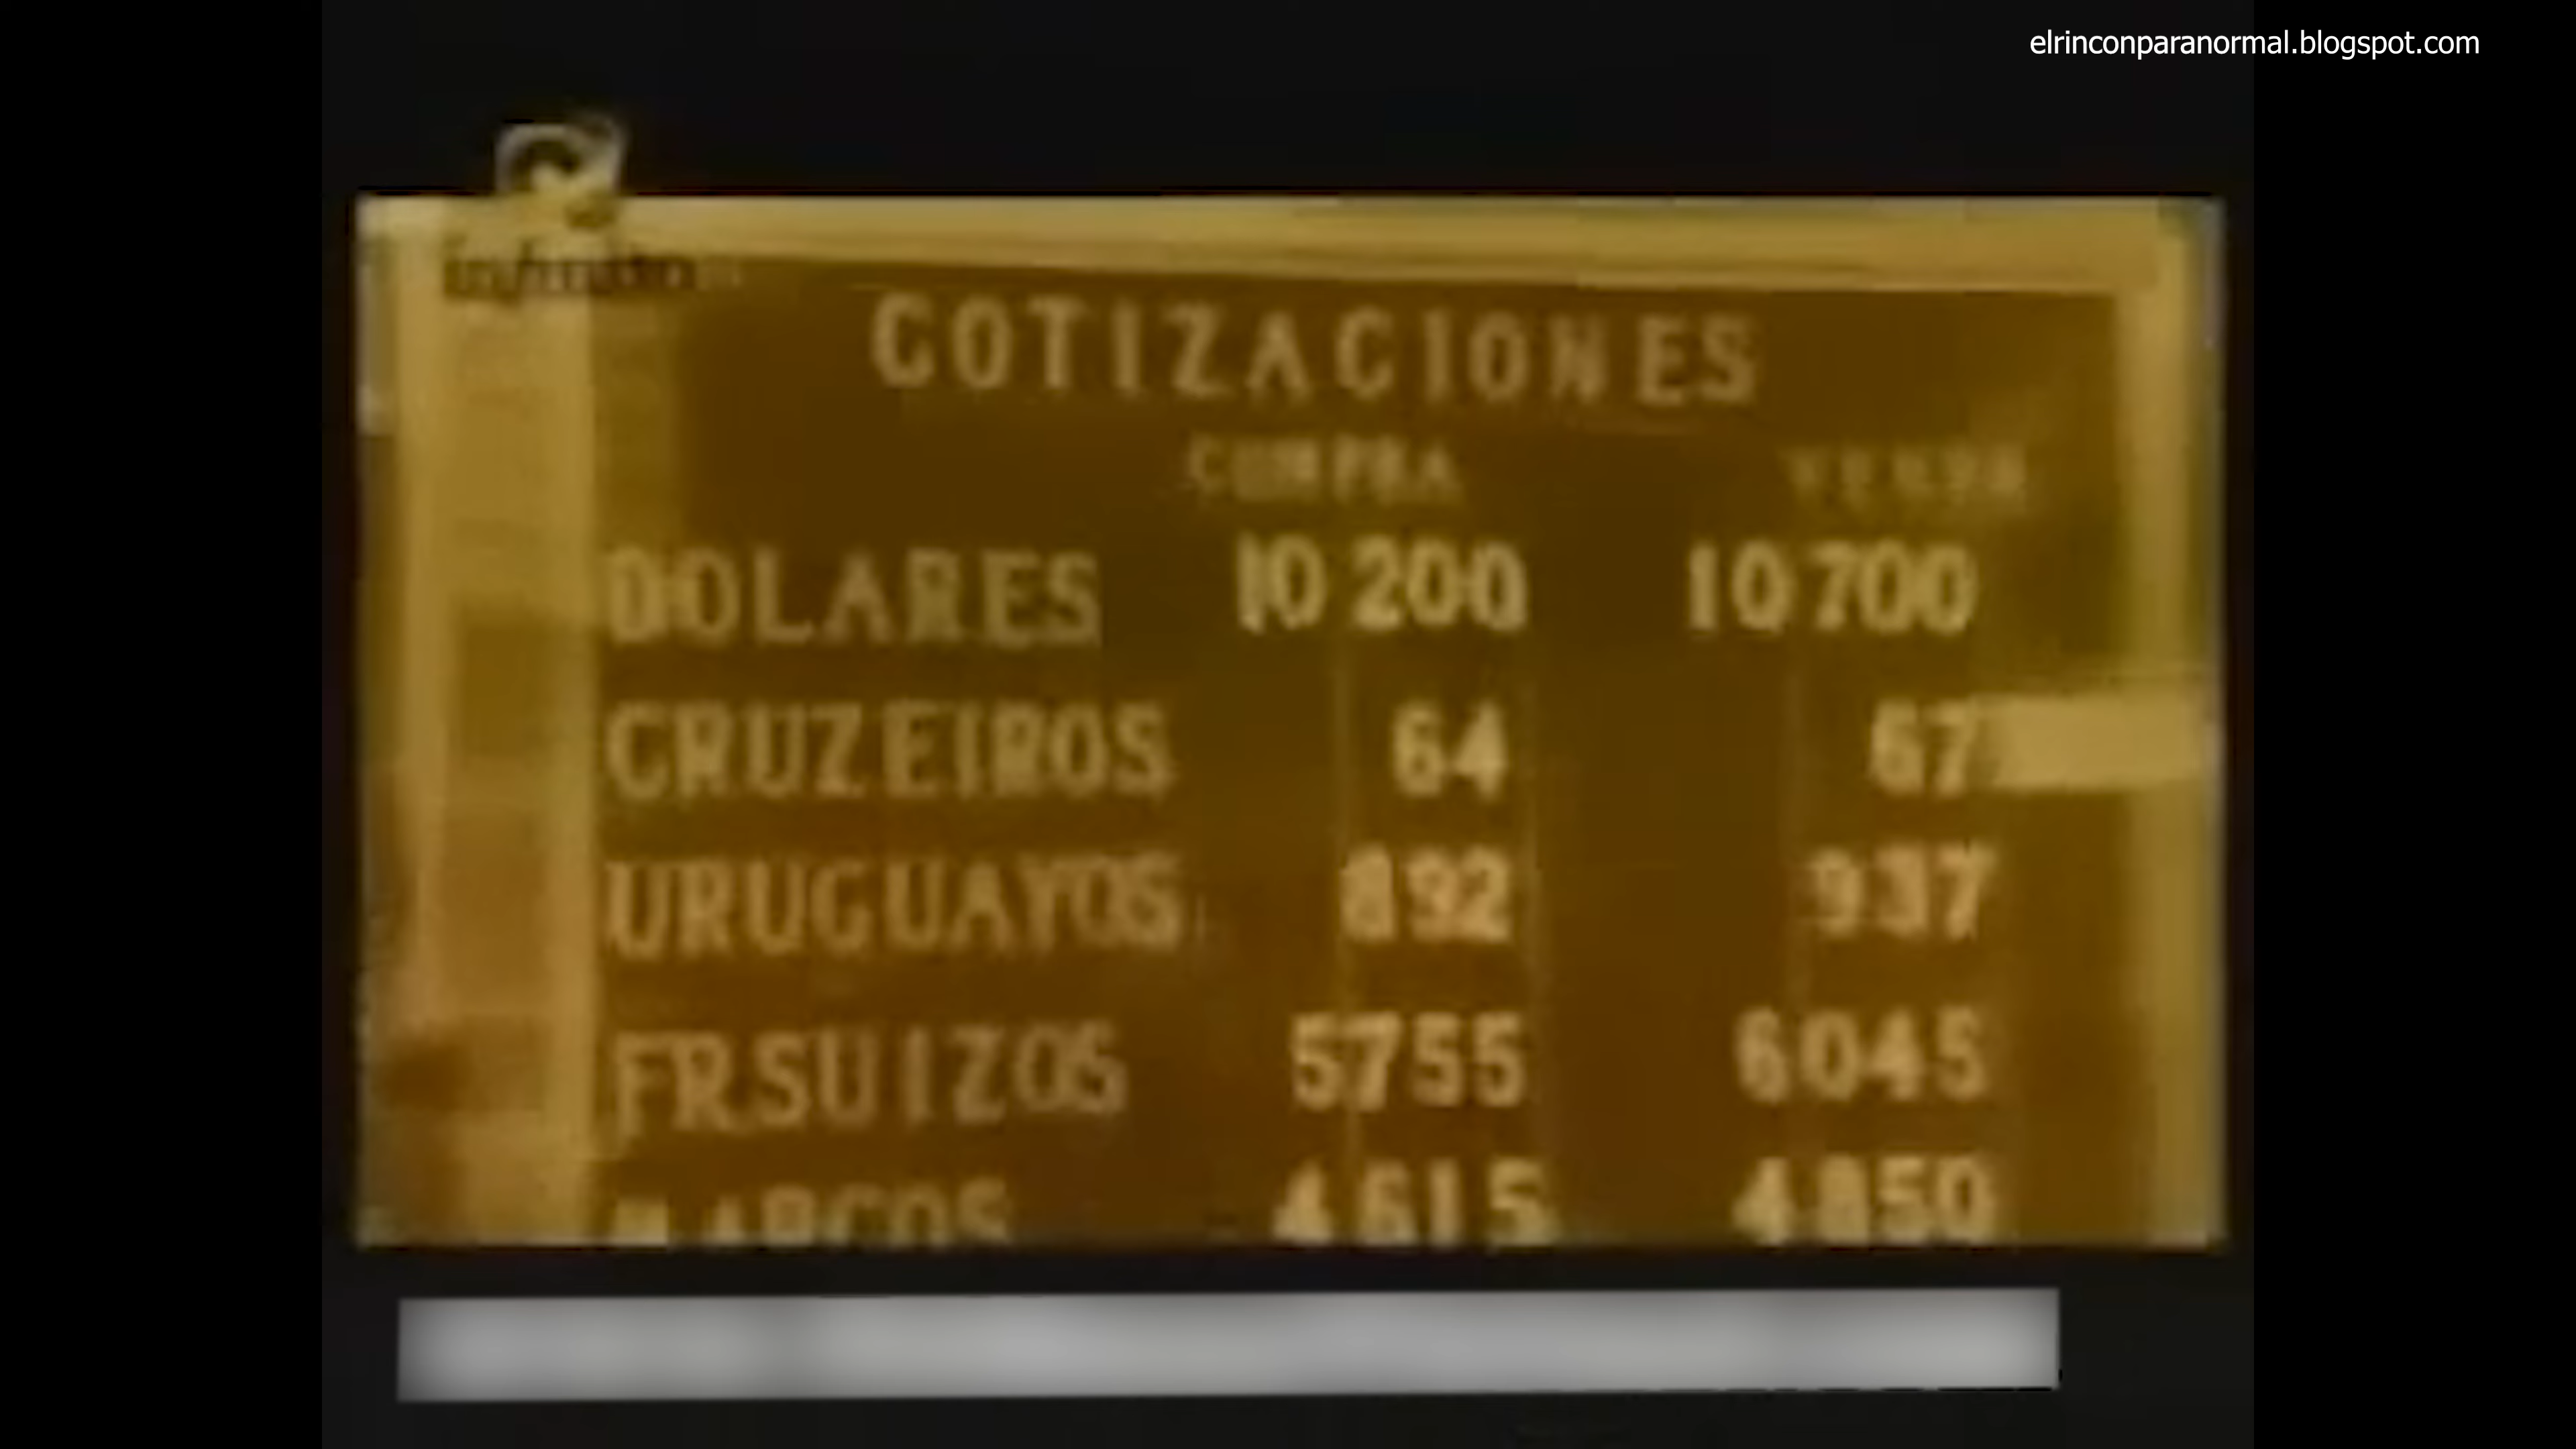 elrinconparanormal.blogspot.com
COTIZACIONES
COMPRA VENTA
DOLARES 10 200 10 700
CRUZEIROS 64 67
URUGUAYOS 892 937
FR.SUIZOS 5755 6045
MARCOS 4615 4850